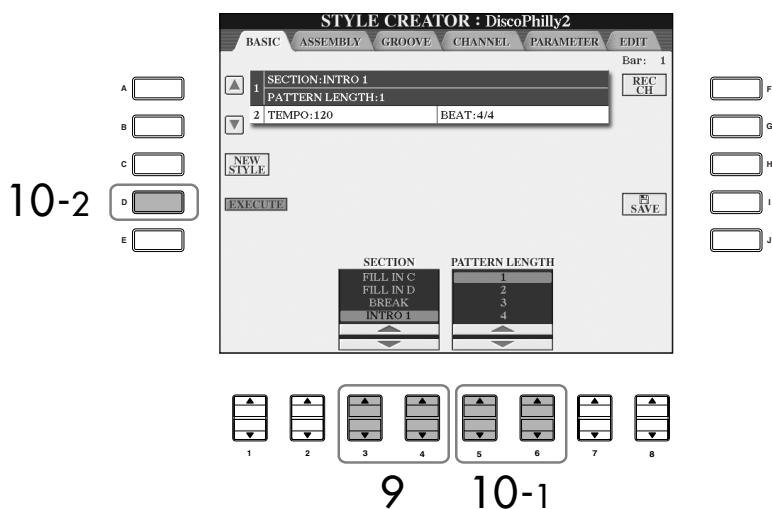 STYLE CREATOR : DiscoPhilly2
BASIC ASSEMBLY GROOVE CHANNEL PARAMETER EDIT
Bar: 1
1 SECTION:INTRO 1
PATTERN LENGTH:1
REC CH
2 TEMPO:120 BEAT:4/4
NEW STYLE
EXECUTE
SAVE
A
B
C
D
E
F
G
H
I
J
10-2
SECTION
FILL IN C
FILL IN D
BREAK
INTRO 1
PATTERN LENGTH
1
2
3
4
1 2 3 4 5 6 7 8
9 10-1